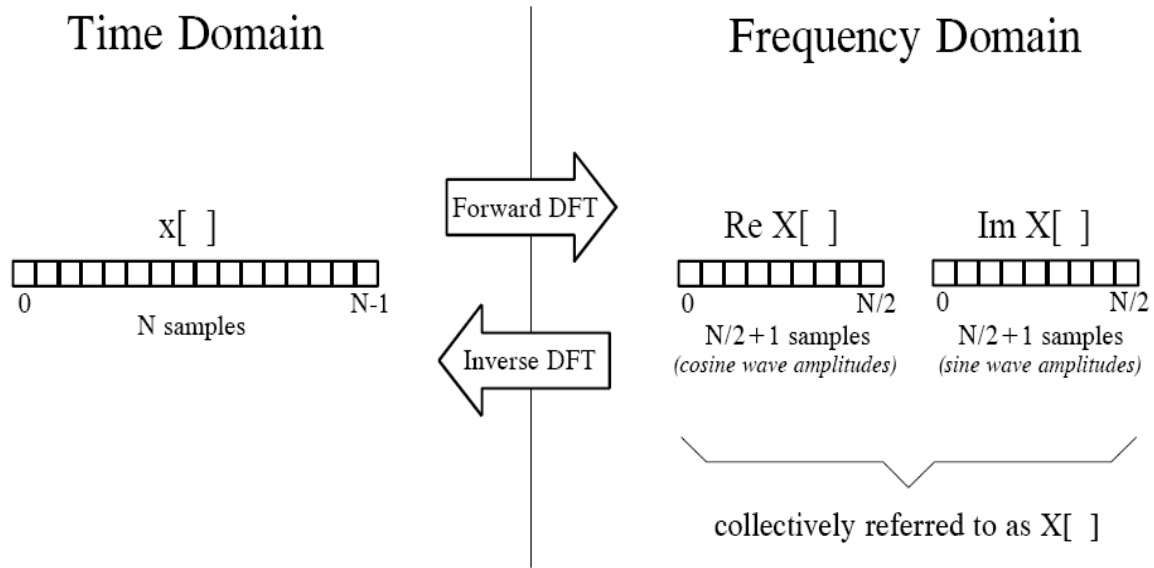 Time Domain
Frequency Domain
Forward DFT
x[ ]
Re X[ ]
Im X[ ]
0
N-1
N samples
0
N/2
0
N/2
Inverse DFT
N/2+1 samples
(cosine wave amplitudes)
N/2+1 samples
(sine wave amplitudes)
collectively referred to as X[ ]